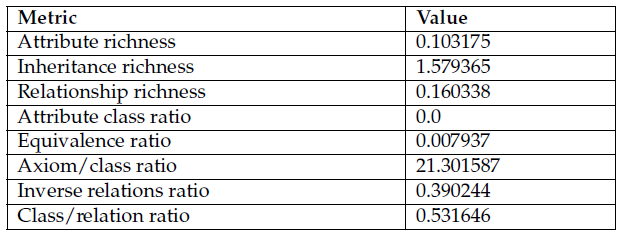 Metric Value
Attribute richness 0.103175
Inheritance richness 1.579365
Relationship richness 0.160338
Attribute class ratio 0.0
Equivalence ratio 0.007937
Axiom/class ratio 21.301587
Inverse relations ratio 0.390244
Class/relation ratio 0.531646